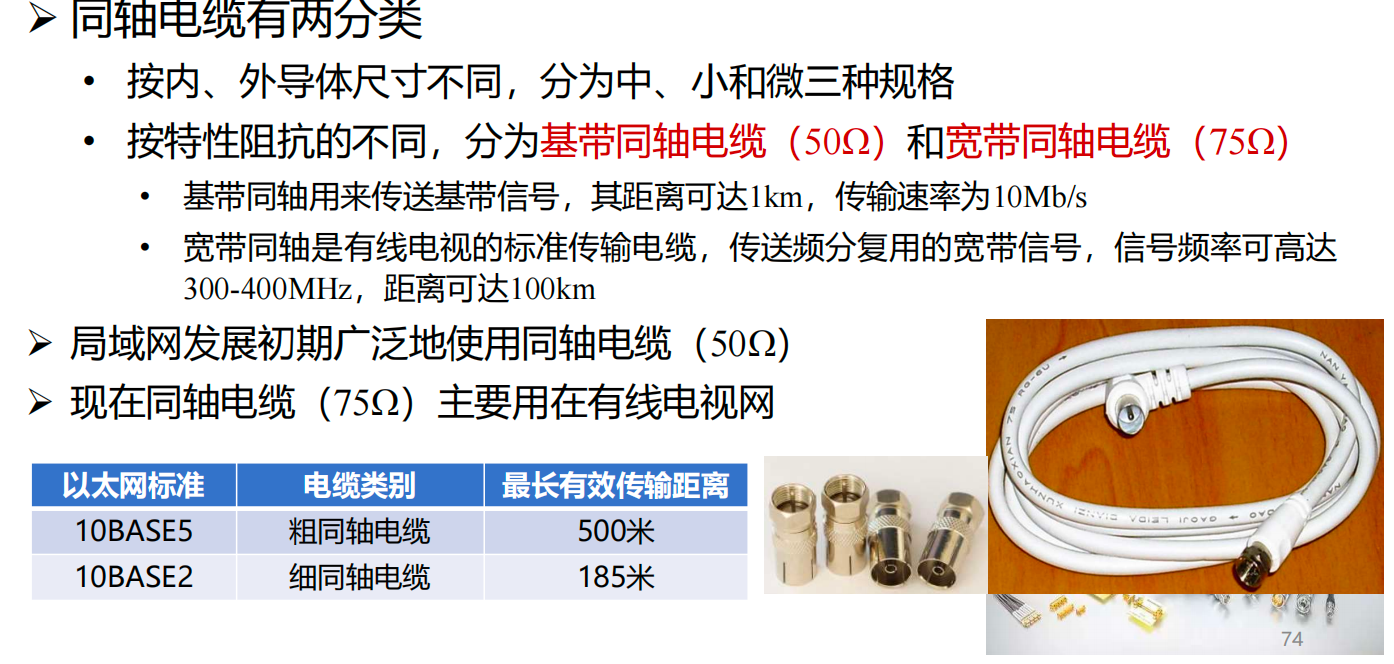 ➢ 同轴电缆有两分类
• 按内、外导体尺寸不同，分为中、小和微三种规格
• 按特性阻抗的不同，分为基带同轴电缆（50Ω）和宽带同轴电缆（75Ω）
• 基带同轴用来传送基带信号，其距离可达1km，传输速率为10Mb/s
• 宽带同轴是有线电视的标准传输电缆，传送频分复用的宽带信号，信号频率可高达
300-400MHz，距离可达100km
➢ 局域网发展初期广泛地使用同轴电缆（50Ω）
➢ 现在同轴电缆（75Ω）主要用在有线电视网
以太网标准 电缆类别 最长有效传输距离
10BASE5 粗同轴电缆 500米
10BASE2 细同轴电缆 185米
74